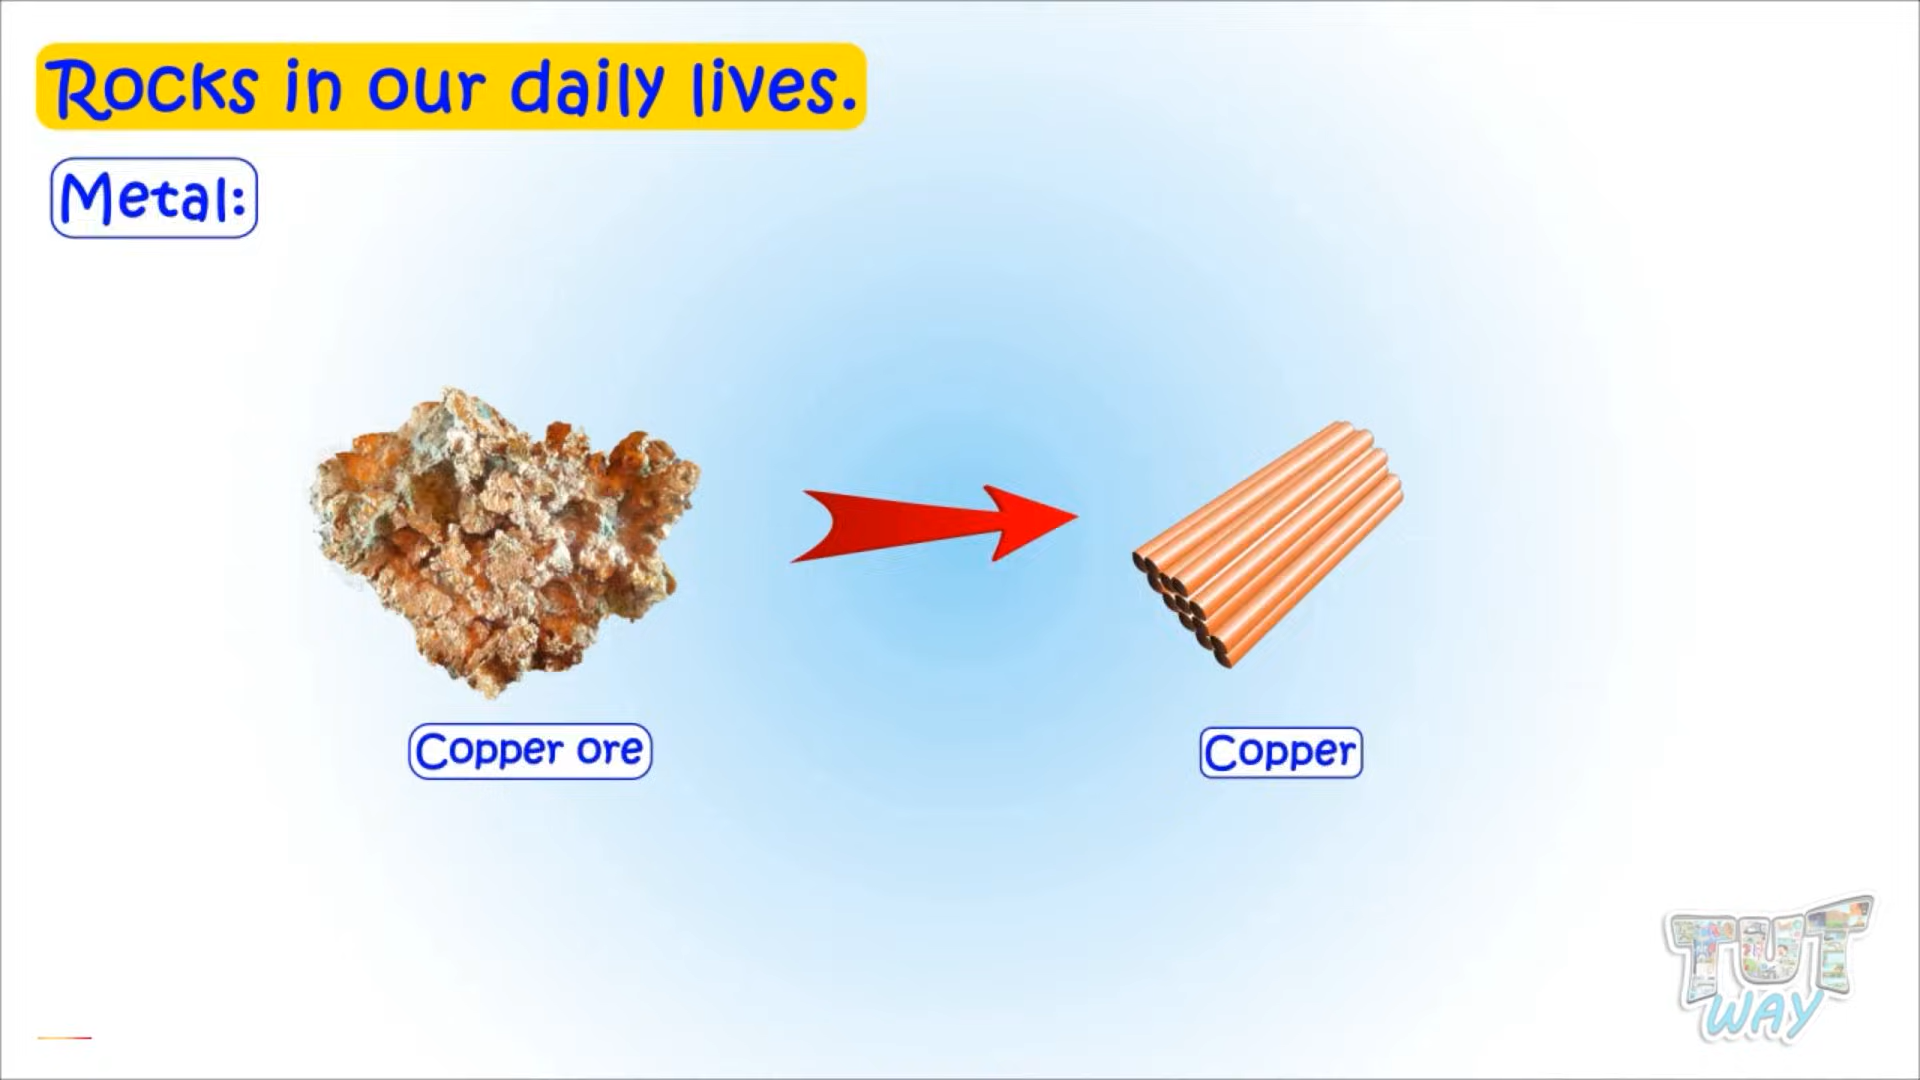 Rocks in our daily lives.
Metal:
Copper ore
Copper
TUT
WAY